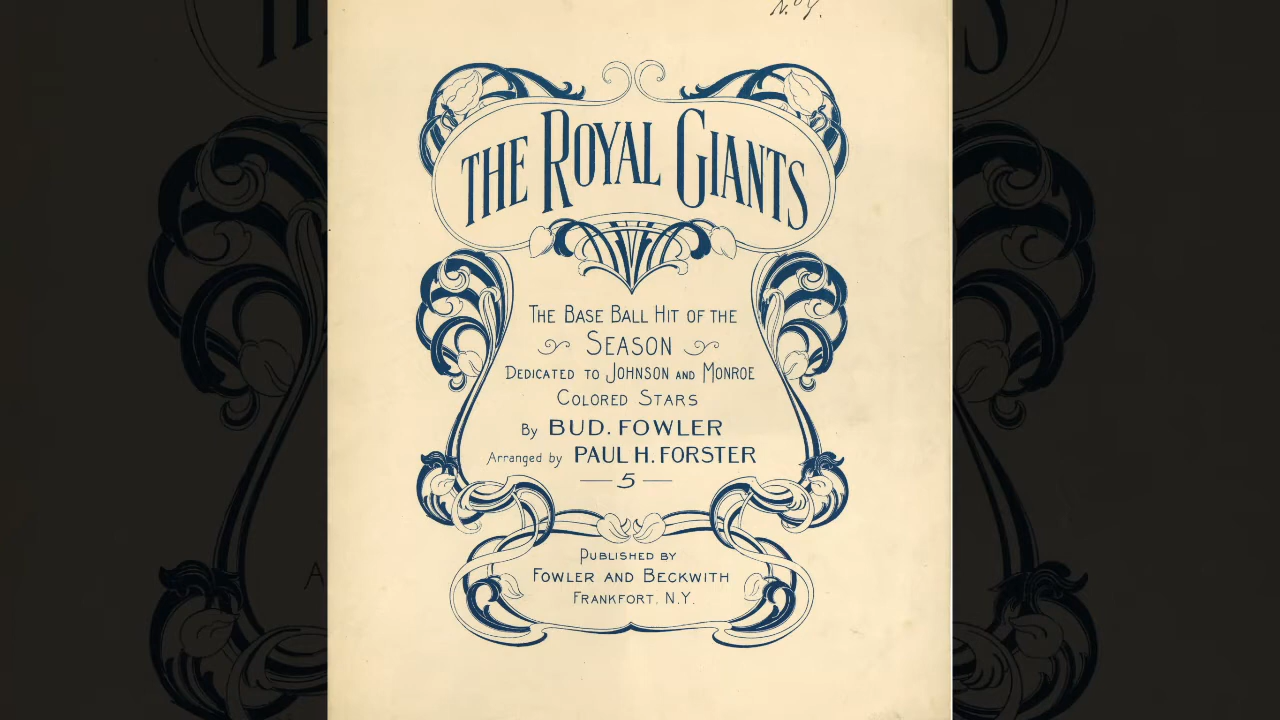 N.Y.
THE ROYAL GIANTS
THE BASE BALL HIT OF THE
SEASON
DEDICATED TO JOHNSON AND MONROE
COLORED STARS
By BUD. FOWLER
Arranged by PAUL H. FORSTER
5
PUBLISHED BY
FOWLER AND BECKWITH
FRANKFORT. N.Y.